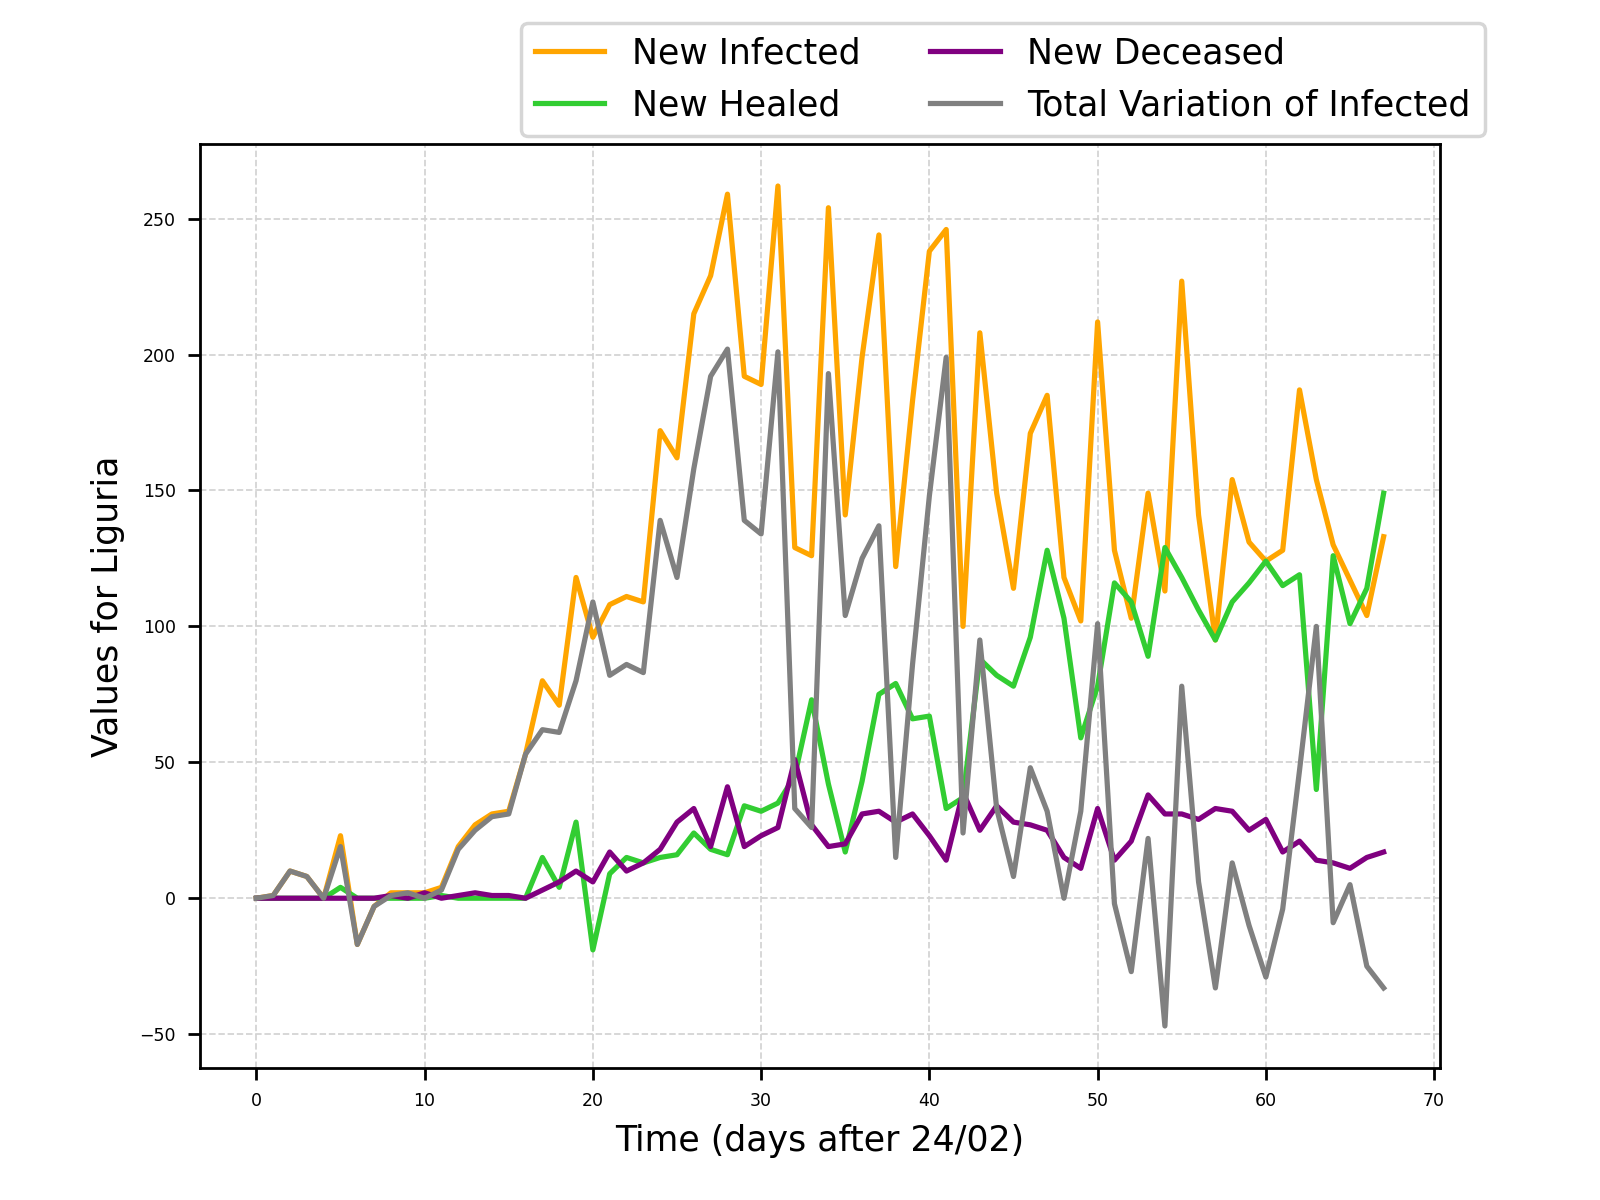 New Infected
New Healed
New Deceased
Total Variation of Infected
250
200
150
100
50
0
−50
Values for Liguria
0 10 20 30 40 50 60 70
Time (days after 24/02)